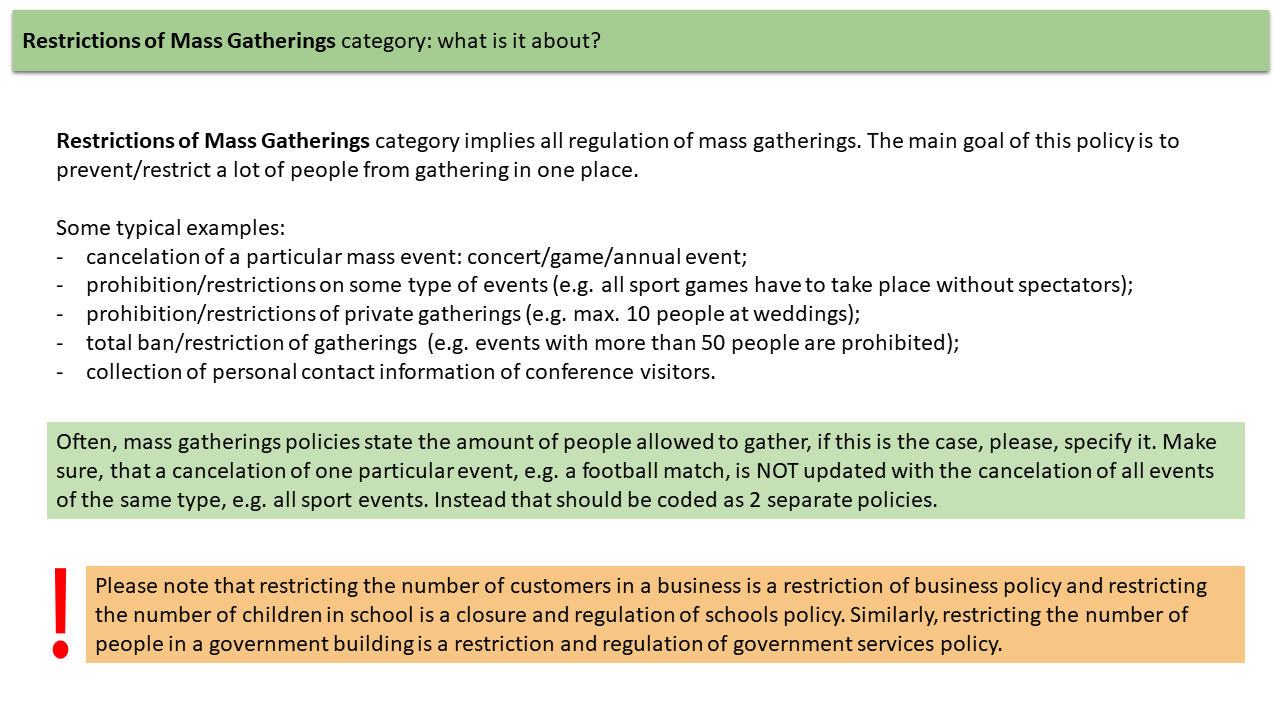 Restrictions of Mass Gatherings category: what is it about?
Restrictions of Mass Gatherings category implies all regulation of mass gatherings. The main goal of this policy is to
prevent/restrict a lot of people from gathering in one place.
Some typical examples:
- cancelation of a particular mass event: concert/game/annual event;
- prohibition/restrictions on some type of events (e.g. all sport games have to take place without spectators);
- prohibition/restrictions of private gatherings (e.g. max. 10 people at weddings);
- total ban/restriction of gatherings (e.g. events with more than 50 people are prohibited);
- collection of personal contact information of conference visitors.
Often, mass gatherings policies state the amount of people allowed to gather, if this is the case, please, specify it. Make
sure, that a cancelation of one particular event, e.g. a football match, is NOT updated with the cancelation of all events
of the same type, e.g. all sport events. Instead that should be coded as 2 separate policies.
! Please note that restricting the number of customers in a business is a restriction of business policy and restricting
the number of children in school is a closure and regulation of schools policy. Similarly, restricting the number of
people in a government building is a restriction and regulation of government services policy.